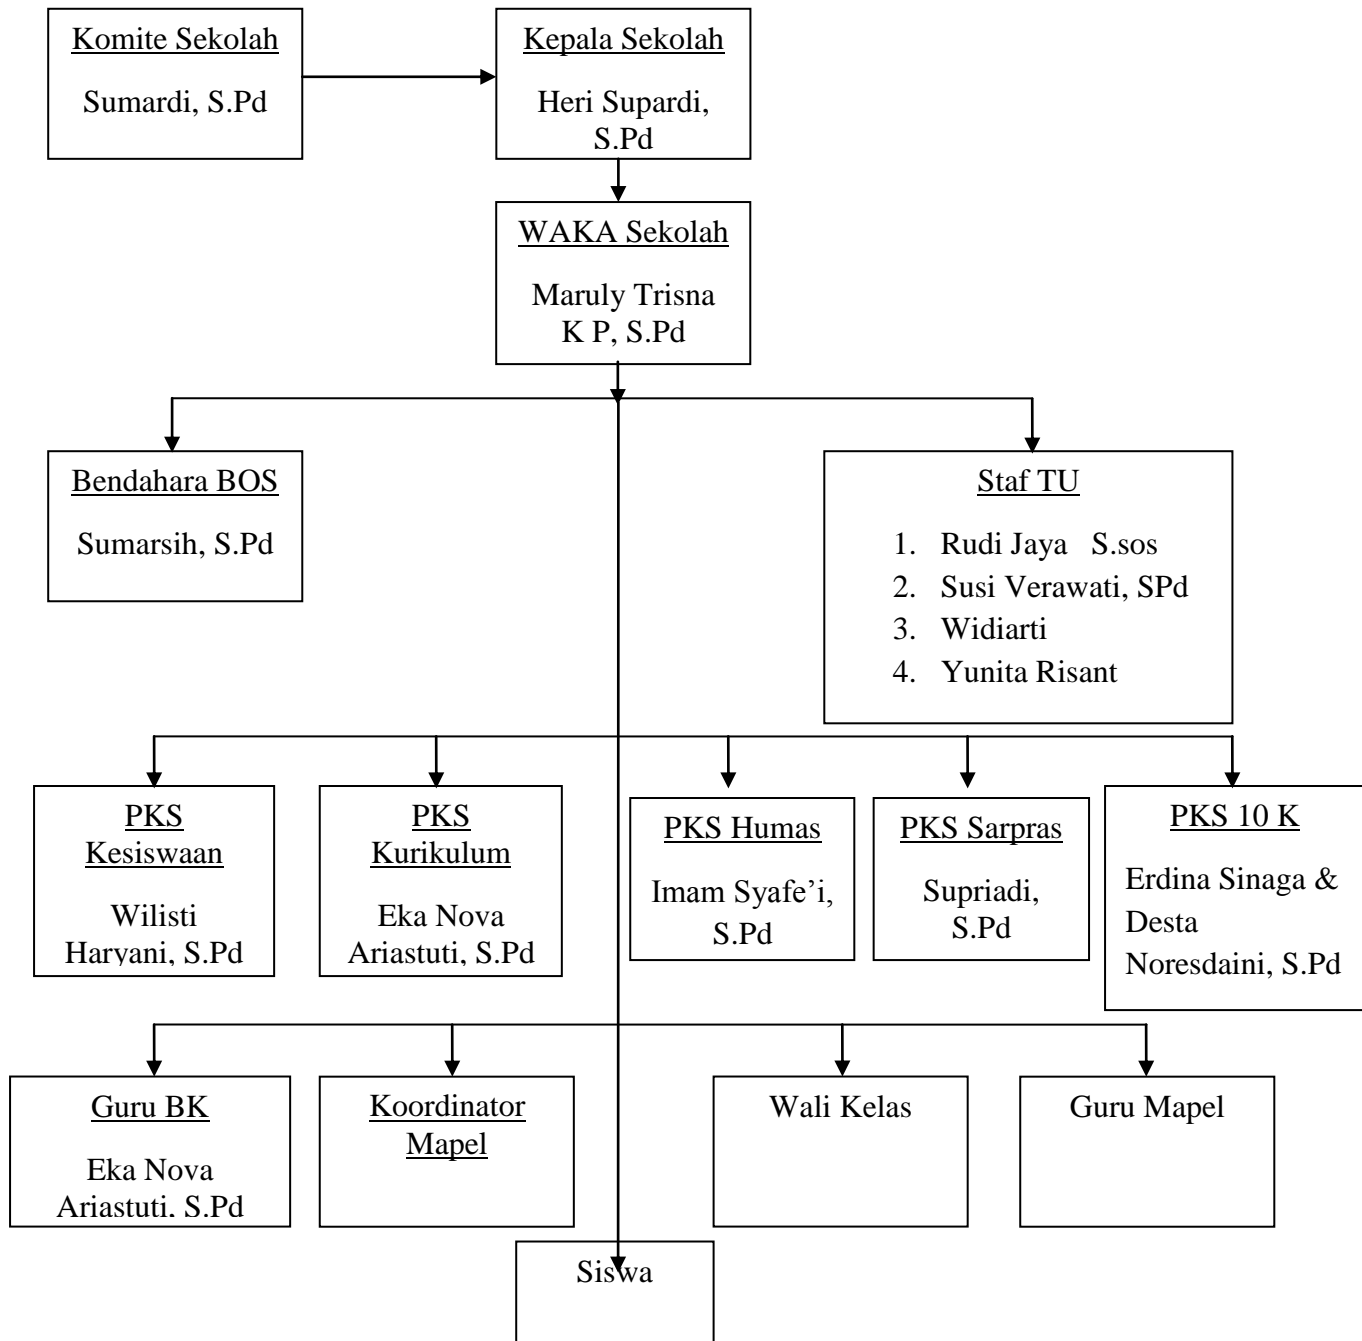 Komite Sekolah
Sumardi, S.Pd
Kepala Sekolah
Heri Supardi,
S.Pd
WAKA Sekolah
Maruly Trisna
K P, S.Pd
Bendahara BOS
Sumarsih, S.Pd
Staf TU
1. Rudi Jaya S.sos
2. Susi Verawati, SPd
3. Widiarti
4. Yunita Risant
PKS
Kesiswaan
Wilisti
Haryani, S.Pd
PKS
Kurikulum
Eka Nova
Ariastuti, S.Pd
PKS Humas
Imam Syafe’i,
S.Pd
PKS Sarpras
Supriadi,
S.Pd
PKS 10 K
Erdina Sinaga &
Desta
Noresdaini, S.Pd
Guru BK
Eka Nova
Ariastuti, S.Pd
Koordinator
Mapel
Wali Kelas
Guru Mapel
Siswa